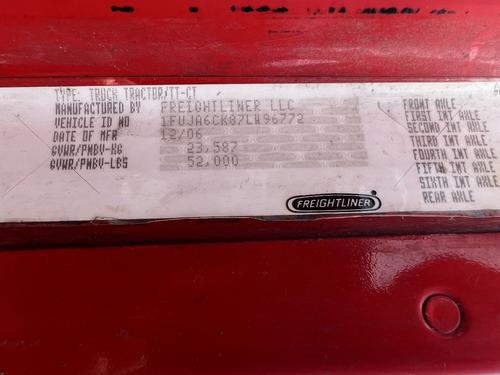 TYPE: TRUCK TRACTOR/TT-CT
MANUFACTURED BY FREIGHTLINER LLC
VEHICLE ID NO 1FUJA6CK87LW96772
DATE OF MFR 12/06
GVWR/PNBV-KG 23,587
GVWR/PNBV-LBS 52,000
FRONT AXLE
FIRST INT AXLE
SECOND INT AXLE
THIRD INT AXLE
FOURTH INT AXLE
FIFTH INT AXLE
SIXTH INT AXLE
REAR AXLE
FREIGHTLINER